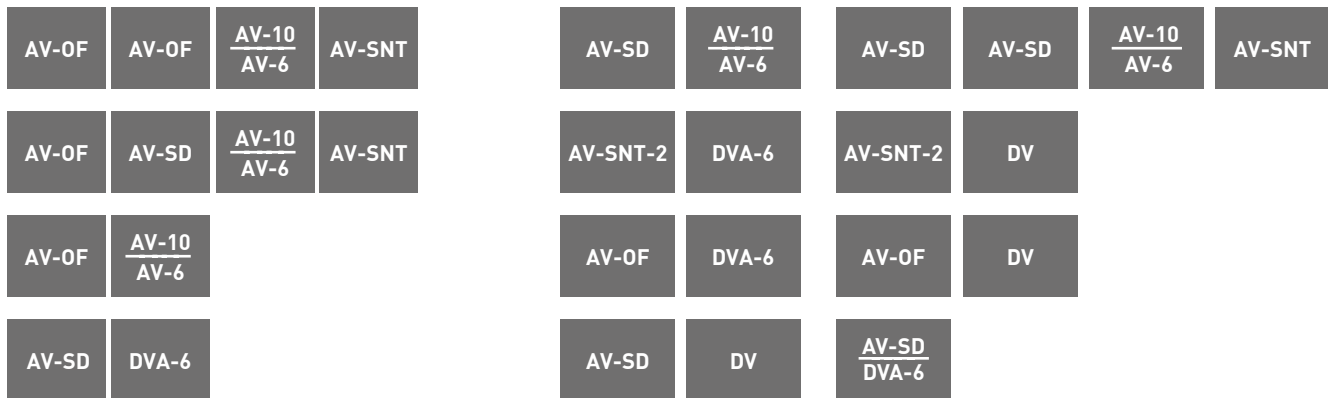 AV-OF AV-OF AV-10 AV-SNT AV-SD AV-10 AV-SD AV-SD AV-10 AV-SNT
AV-6 AV-6 AV-6
AV-OF AV-SD AV-10 AV-SNT AV-SNT-2 DVA-6 AV-SNT-2 DV
AV-6
AV-OF AV-10 AV-OF DVA-6 AV-OF DV
AV-6
AV-SD DVA-6 AV-SD DV AV-SD
DVA-6